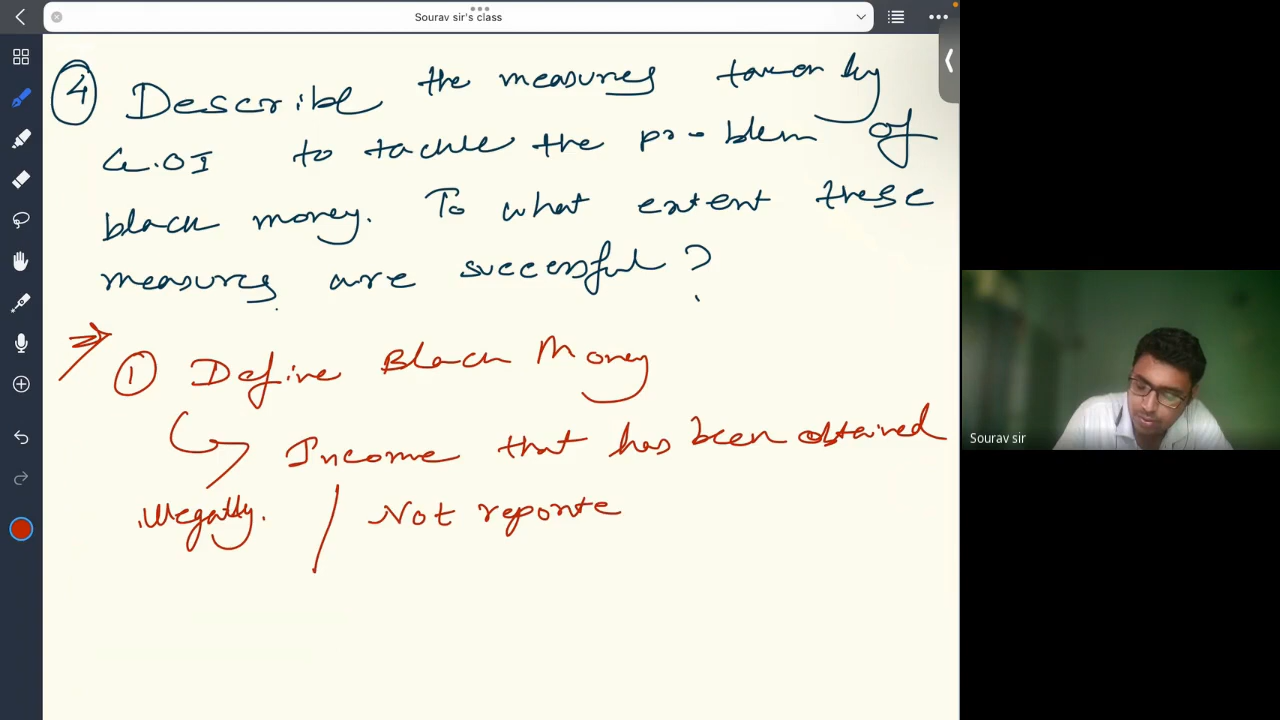 Sourav sir's class
4 Describe the measures taken by
G.OI to tackle the problem of
black money. To what extent these
measures are successful?
1 Define Black Money
Income that has been obtained
illegally. / Not reporte
Sourav sir